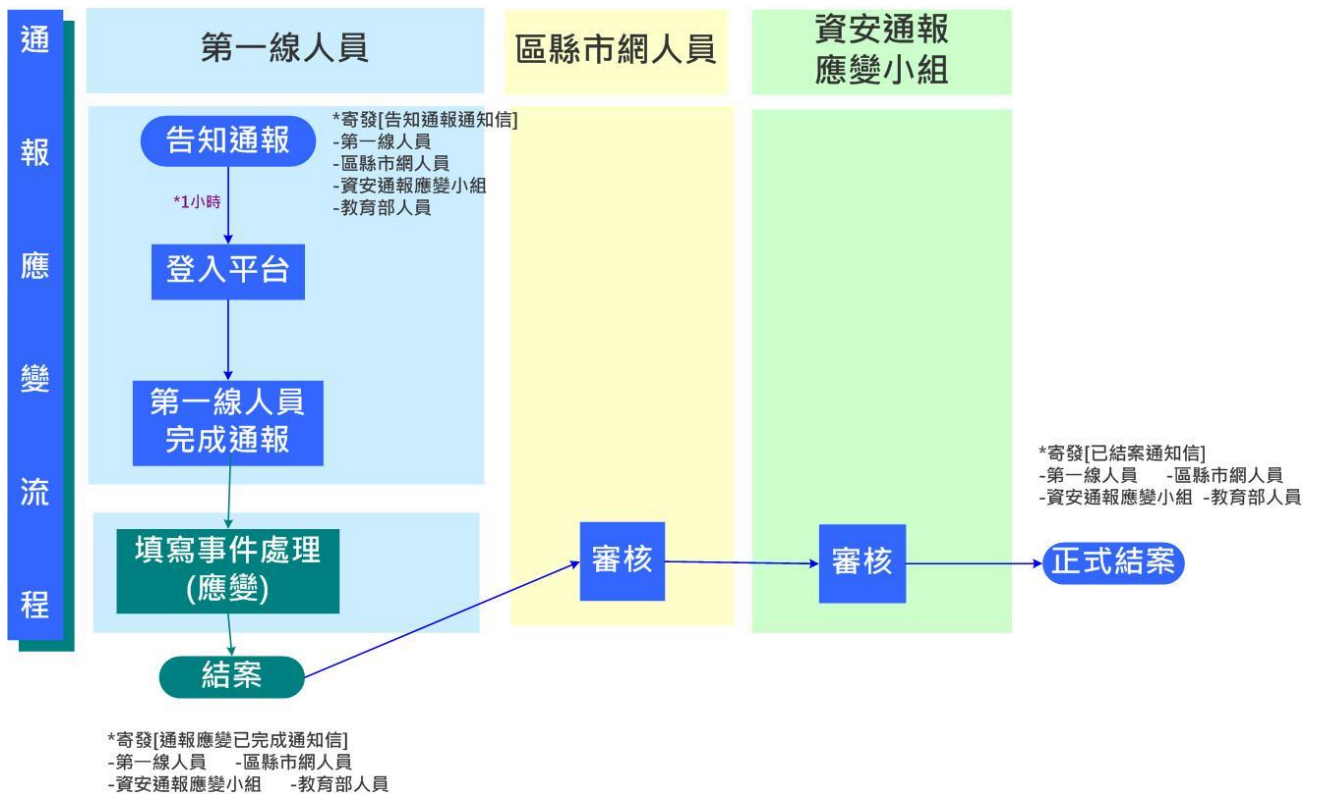 通報應變流程
第一線人員
區縣市網人員
資安通報
應變小組
告知通報
*寄發[告知通報通知信]
-第一線人員
-區縣市網人員
-資安通報應變小組
-教育部人員
*1小時
登入平台
第一線人員
完成通報
填寫事件處理
(應變)
結案
*寄發[通報應變已完成通知信]
-第一線人員 -區縣市網人員
-資安通報應變小組 -教育部人員
審核
審核
*寄發[已結案通知信]
-第一線人員 -區縣市網人員
-資安通報應變小組 -教育部人員
正式結案